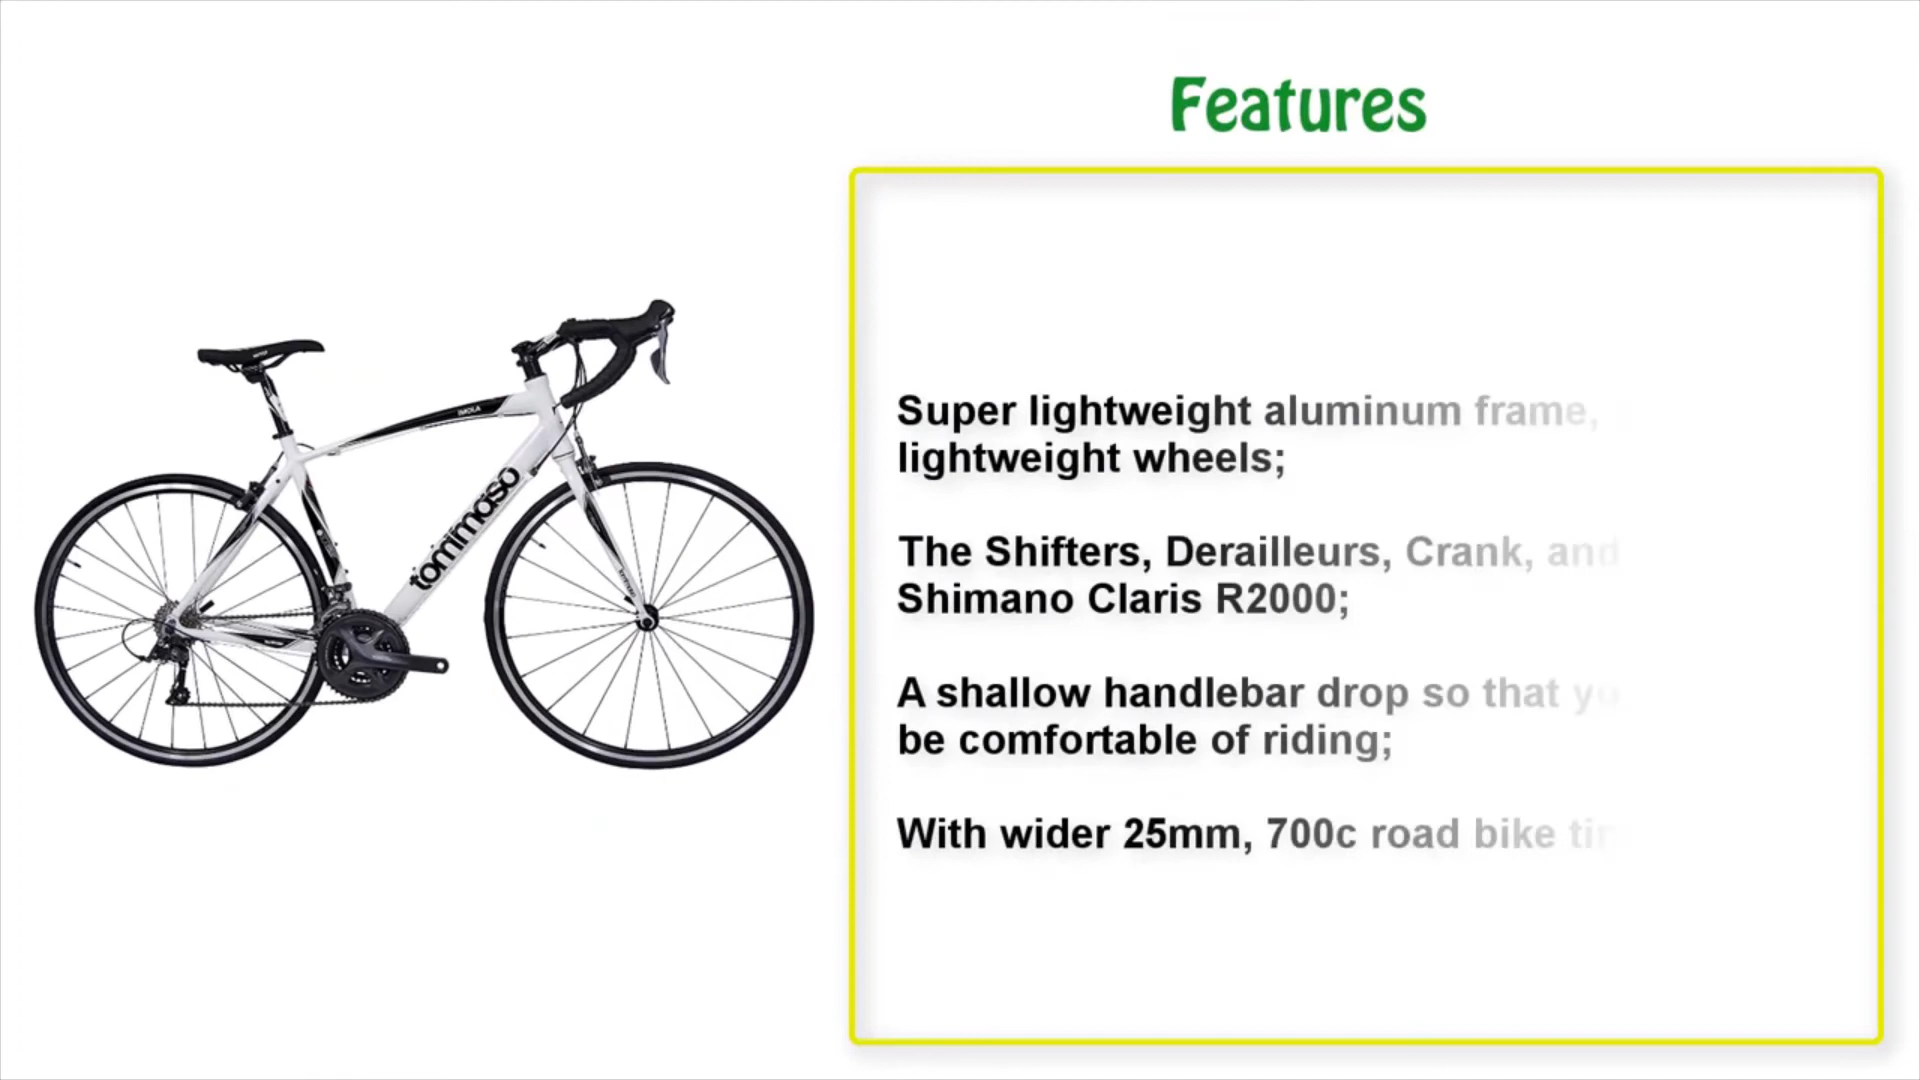 Features
Super lightweight aluminum frame,
lightweight wheels;
The Shifters, Derailleurs, Crank, and
Shimano Claris R2000;
A shallow handlebar drop so that
be comfortable of riding;
With wider 25mm, 700c road bike
IMOLA
tommaso